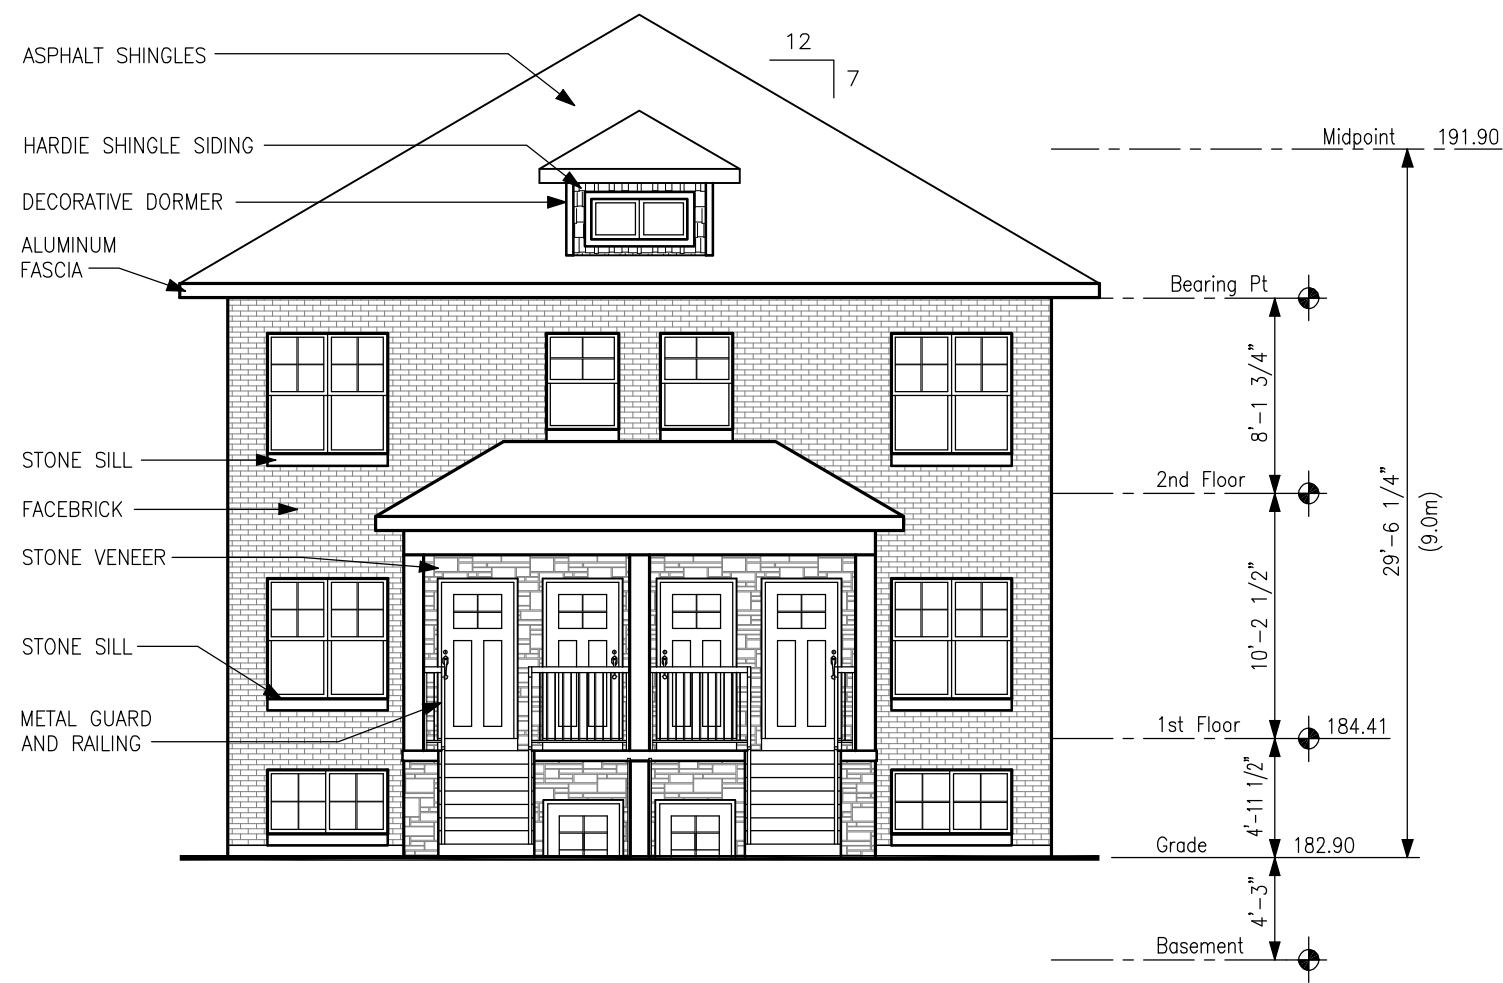 ASPHALT SHINGLES
12
7
HARDIE SHINGLE SIDING
DECORATIVE DORMER
ALUMINUM
FASCIA
STONE SILL
FACEBRICK
STONE VENEER
STONE SILL
METAL GUARD
AND RAILING
Midpoint 191.90
Bearing Pt
8'-1 3/4"
2nd Floor
29'-6 1/4"
(9.0m)
10'-2 1/2"
1st Floor 184.41
4'-11 1/2"
Grade 182.90
4'-3"
Basement